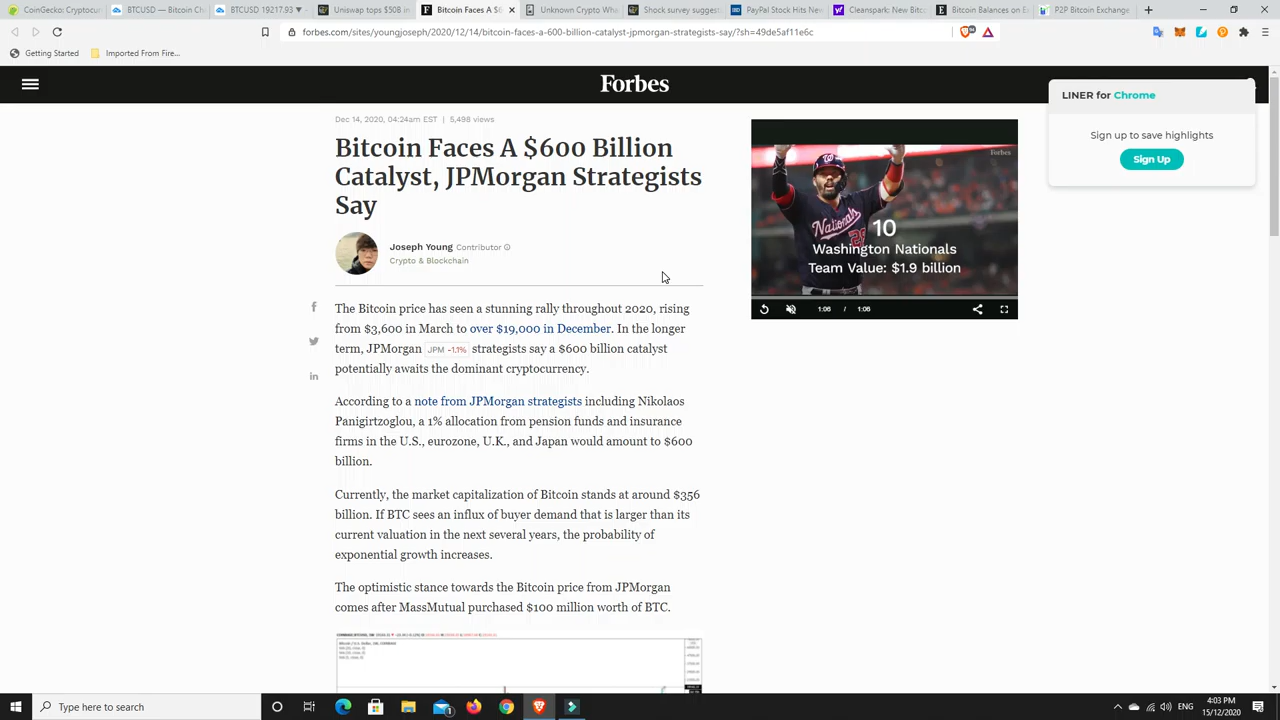 CoinGecko: Cryptocurr
BTCUSD — Bitcoin Ch
BTCUSD 19217.93
Uniswap tops $50B in
Bitcoin Faces A $6
Unknown Crypto Wh
Shock survey suggest
PayPal Stock Hits New
Cleanspark: New Bitc
Bitcoin Balances on E
P2P Bitcoin Exchange
forbes.com/sites/youngjoseph/2020/12/14/bitcoin-faces-a-600-billion-catalyst-jpmorgan-strategists-say/?sh=49de5af11e6c
Getting Started
Imported From Fire...
Forbes
LINER for Chrome
Sign up to save highlights
Sign Up
Dec 14, 2020, 04:24am EST | 5,498 views
Bitcoin Faces A $600 Billion
Catalyst, JPMorgan Strategists
Say
Joseph Young Contributor
Crypto & Blockchain
Forbes
Nationals
10
Washington Nationals
Team Value: $1.9 billion
1:06 / 1:06
The Bitcoin price has seen a stunning rally throughout 2020, rising
from $3,600 in March to over $19,000 in December. In the longer
term, JPMorgan JPM -1.1% strategists say a $600 billion catalyst
potentially awaits the dominant cryptocurrency.
According to a note from JPMorgan strategists including Nikolaos
Panigirtzoglou, a 1% allocation from pension funds and insurance
firms in the U.S., eurozone, U.K., and Japan would amount to $600
billion.
Currently, the market capitalization of Bitcoin stands at around $356
billion. If BTC sees an influx of buyer demand that is larger than its
current valuation in the next several years, the probability of
exponential growth increases.
The optimistic stance towards the Bitcoin price from JPMorgan
comes after MassMutual purchased $100 million worth of BTC.
Type here to search
ENG
4:03 PM
15/12/2020